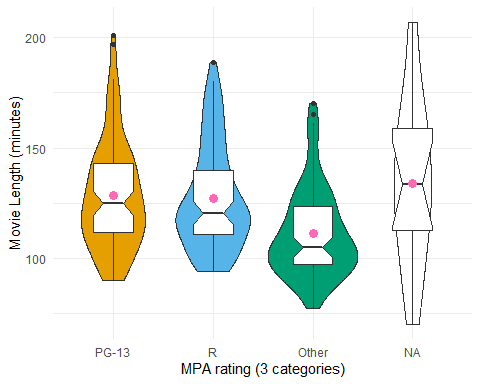 200
150
100
Movie Length (minutes)
PG-13
R
Other
NA
MPA rating (3 categories)